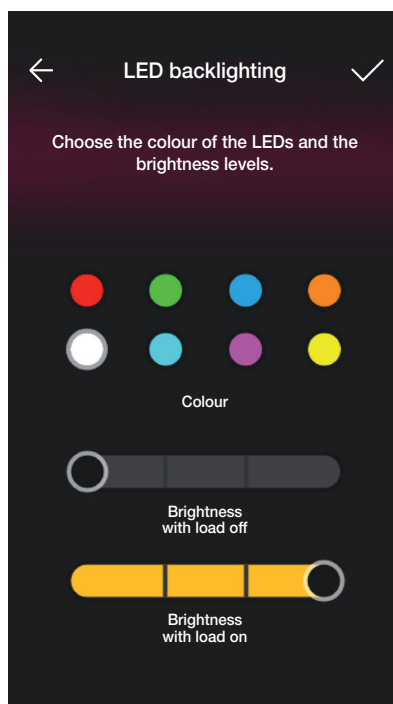 LED backlighting
Choose the colour of the LEDs and the
brightness levels.
Colour
Brightness
with load off
Brightness
with load on